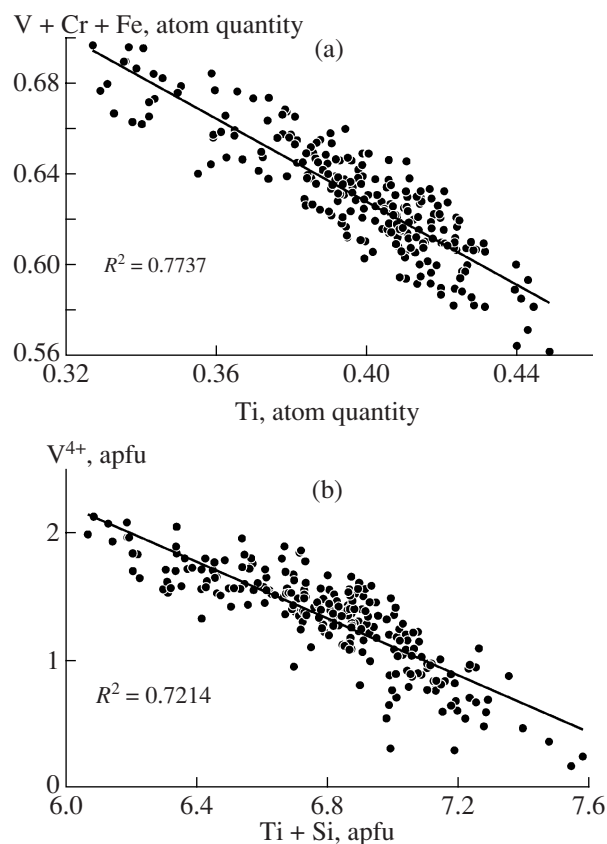 V + Cr + Fe, atom quantity
(a)
0.68
0.64
0.60
R² = 0.7737
0.56
0.32 0.36 0.40 0.44
Ti, atom quantity
V⁴⁺, apfu
(b)
2
1
R² = 0.7214
0
6.0 6.4 6.8 7.2 7.6
Ti + Si, apfu